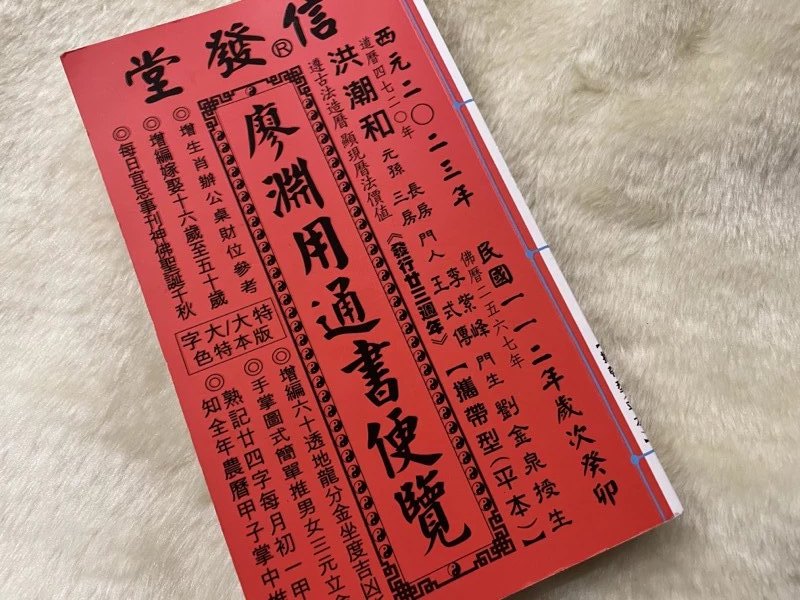 信發堂
®
西元二〇二三年
道曆四七二〇年
民國一一二年歲次癸卯
佛曆二五六七年
洪潮和
元孫
三房
長房
門人
王式傳
李紫峰
門生
劉金泉授生
遵古法造曆 顯現曆法價值
《發行廿三週年》
【攜帶型(平本)】
廖淵用通書便覽
◎增生肖辦公桌財位參考
◎增編嫁娶十六歲至五十歲
◎每日宜忌事刊神佛聖誕千秋
特版
大本
/
大特
字色
◎增編六十透地龍分金坐度吉凶
◎手掌圖式簡單推男女三元立
◎熟記廿四字每月初一甲
知全年農曆甲子掌中推